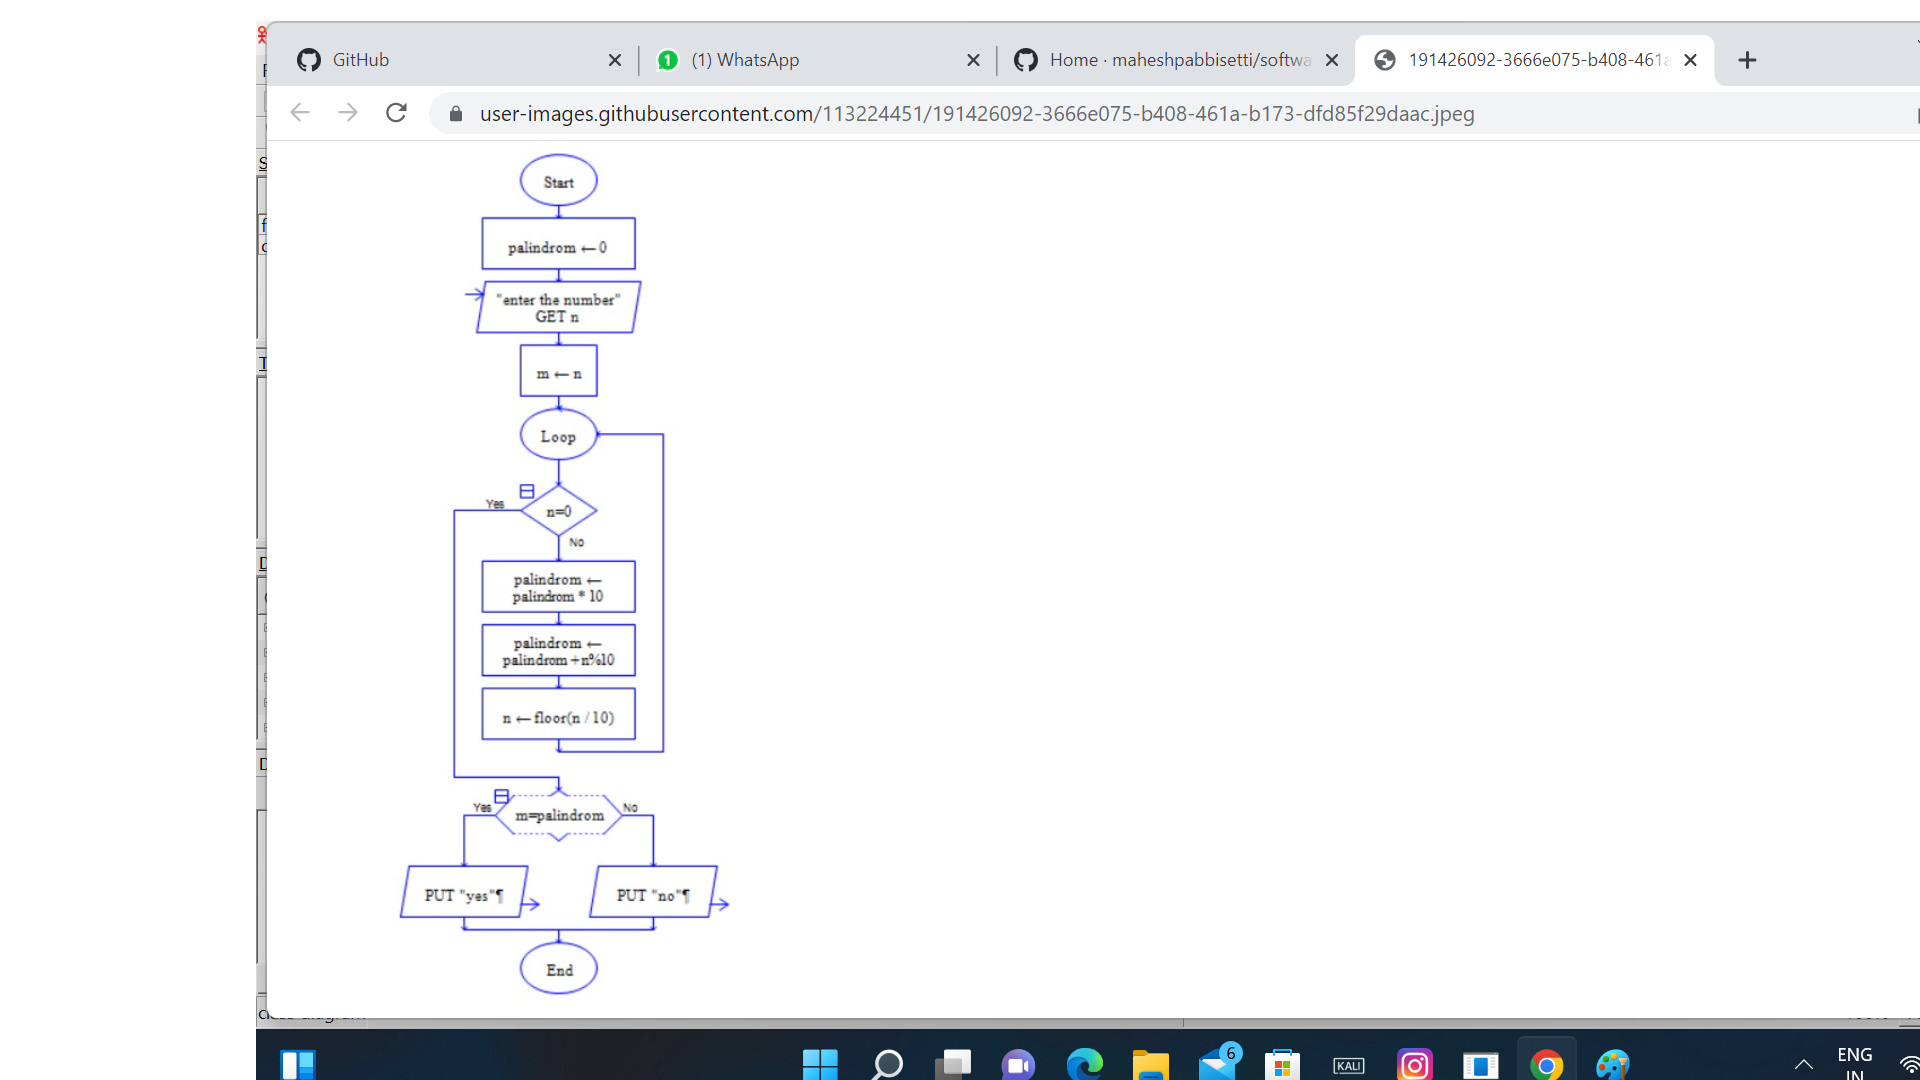 GitHub
(1) WhatsApp
Home · maheshpabbisetti/softwa
191426092-3666e075-b408-461a
user-images.githubusercontent.com/113224451/191426092-3666e075-b408-461a-b173-dfd85f29daac.jpeg
Start
palindrom ← 0
"enter the number"
GET n
m ← n
Loop
Yes
n=0
No
palindrom ←
palindrom * 10
palindrom ←
palindrom +n%10
n ← floor(n / 10)
Yes
m=palindrom
No
PUT "yes"¶
PUT "no"¶
End
6
KALI
ENG
IN